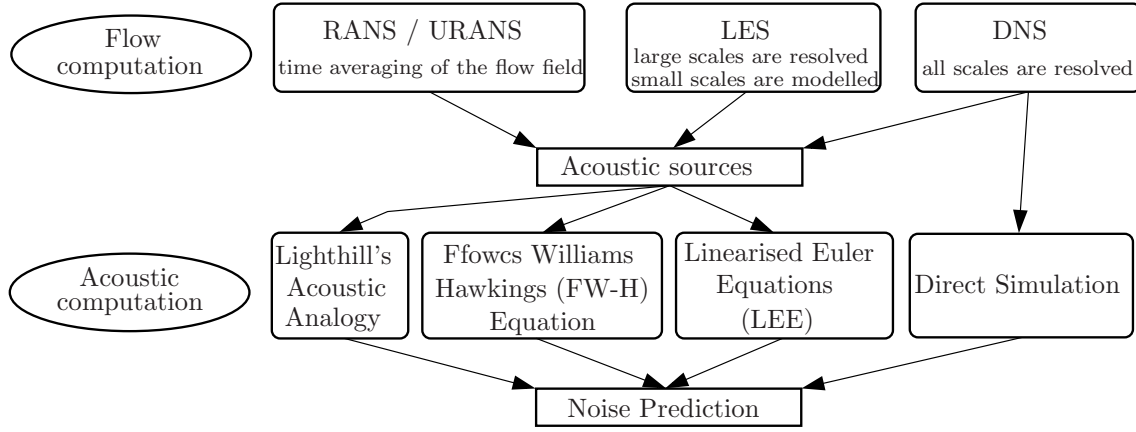 Flow
computation
RANS / URANS
time averaging of the flow field
LES
large scales are resolved
small scales are modelled
DNS
all scales are resolved
Acoustic sources
Acoustic
computation
Lighthill's
Acoustic
Analogy
Ffowcs Williams
Hawkings (FW-H)
Equation
Linearised Euler
Equations
(LEE)
Direct Simulation
Noise Prediction